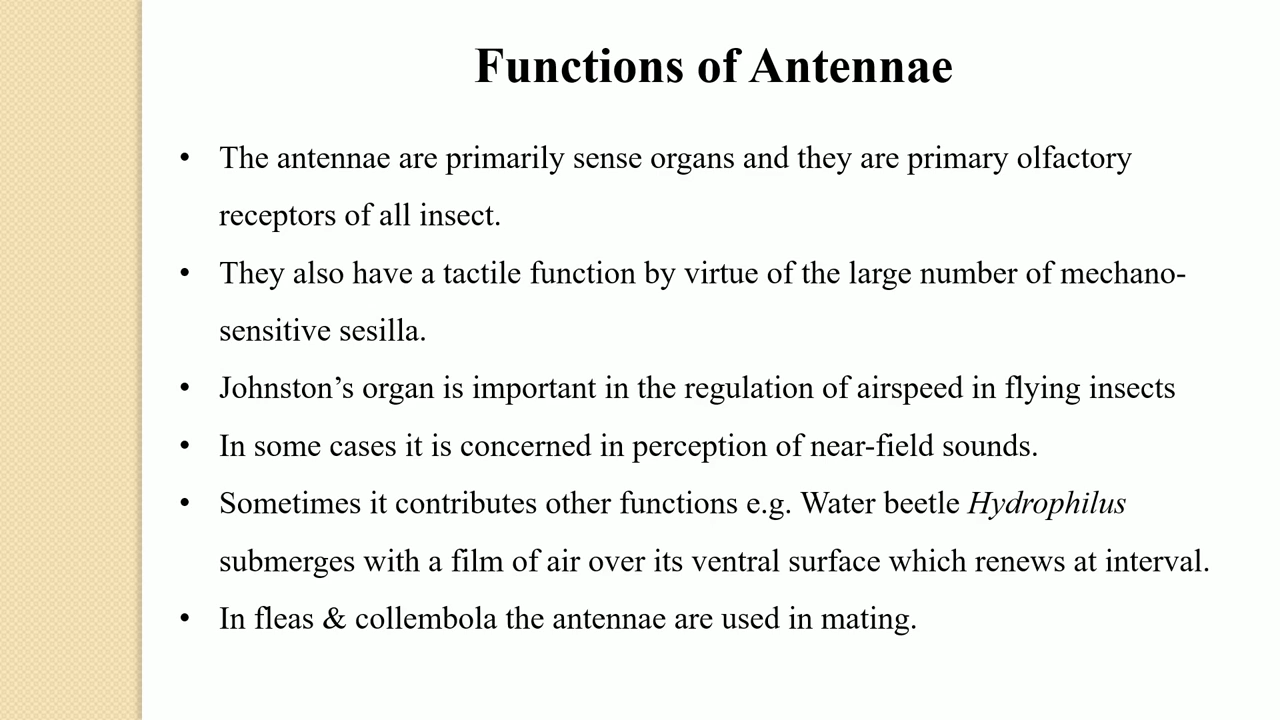 Functions of Antennae
• The antennae are primarily sense organs and they are primary olfactory
receptors of all insect.
• They also have a tactile function by virtue of the large number of mechano-
sensitive sesilla.
• Johnston’s organ is important in the regulation of airspeed in flying insects
• In some cases it is concerned in perception of near-field sounds.
• Sometimes it contributes other functions e.g. Water beetle Hydrophilus
submerges with a film of air over its ventral surface which renews at interval.
• In fleas & collembola the antennae are used in mating.